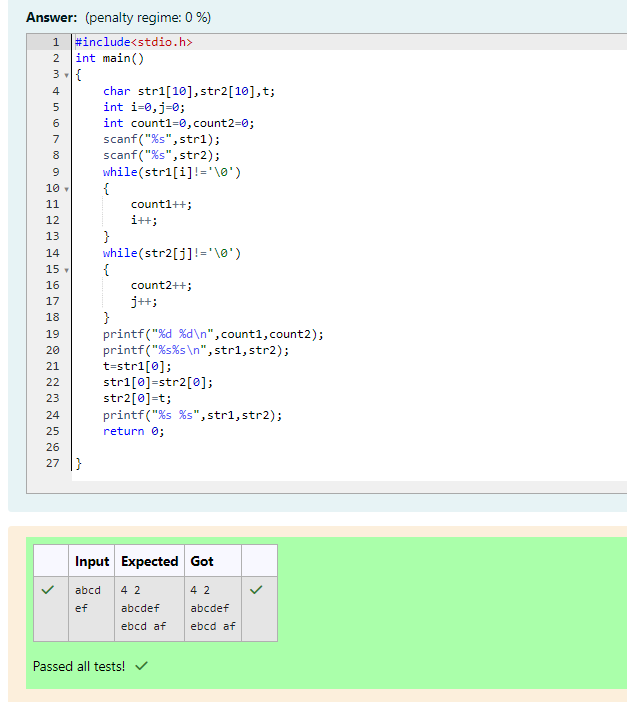 Answer: (penalty regime: 0 %)
1 #include<stdio.h>
2 int main()
3 {
4     char str1[10],str2[10],t;
5     int i=0,j=0;
6     int count1=0,count2=0;
7     scanf("%s",str1);
8     scanf("%s",str2);
9     while(str1[i]!='\0')
10     {
11         count1++;
12         i++;
13     }
14     while(str2[j]!='\0')
15     {
16         count2++;
17         j++;
18     }
19     printf("%d %d\n",count1,count2);
20     printf("%s%s\n",str1,str2);
21     t=str1[0];
22     str1[0]=str2[0];
23     str2[0]=t;
24     printf("%s %s",str1,str2);
25     return 0;
26
27 }
Input Expected Got
abcd 4 2 4 2
ef abcdef abcdef
ebcd af ebcd af
Passed all tests!